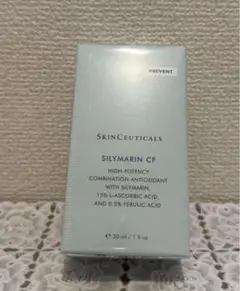 PREVENT
SKINCEUTICALS
SILYMARIN CF
HIGH-POTENCY
COMBINATION ANTIOXIDANT
WITH SILYMARIN,
15% L-ASCORBIC ACID,
AND 0.5% FERULIC ACID
30 ml / 1 fl oz